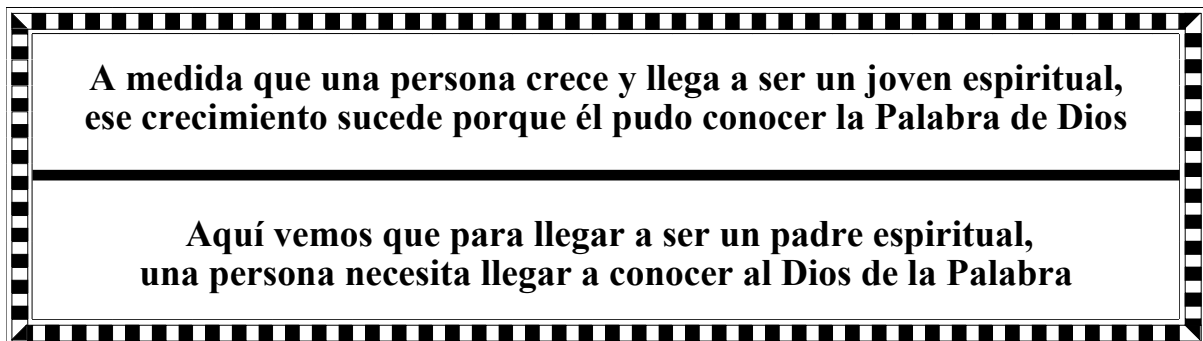 A medida que una persona crece y llega a ser un joven espiritual,
ese crecimiento sucede porque él pudo conocer la Palabra de Dios
Aquí vemos que para llegar a ser un padre espiritual,
una persona necesita llegar a conocer al Dios de la Palabra